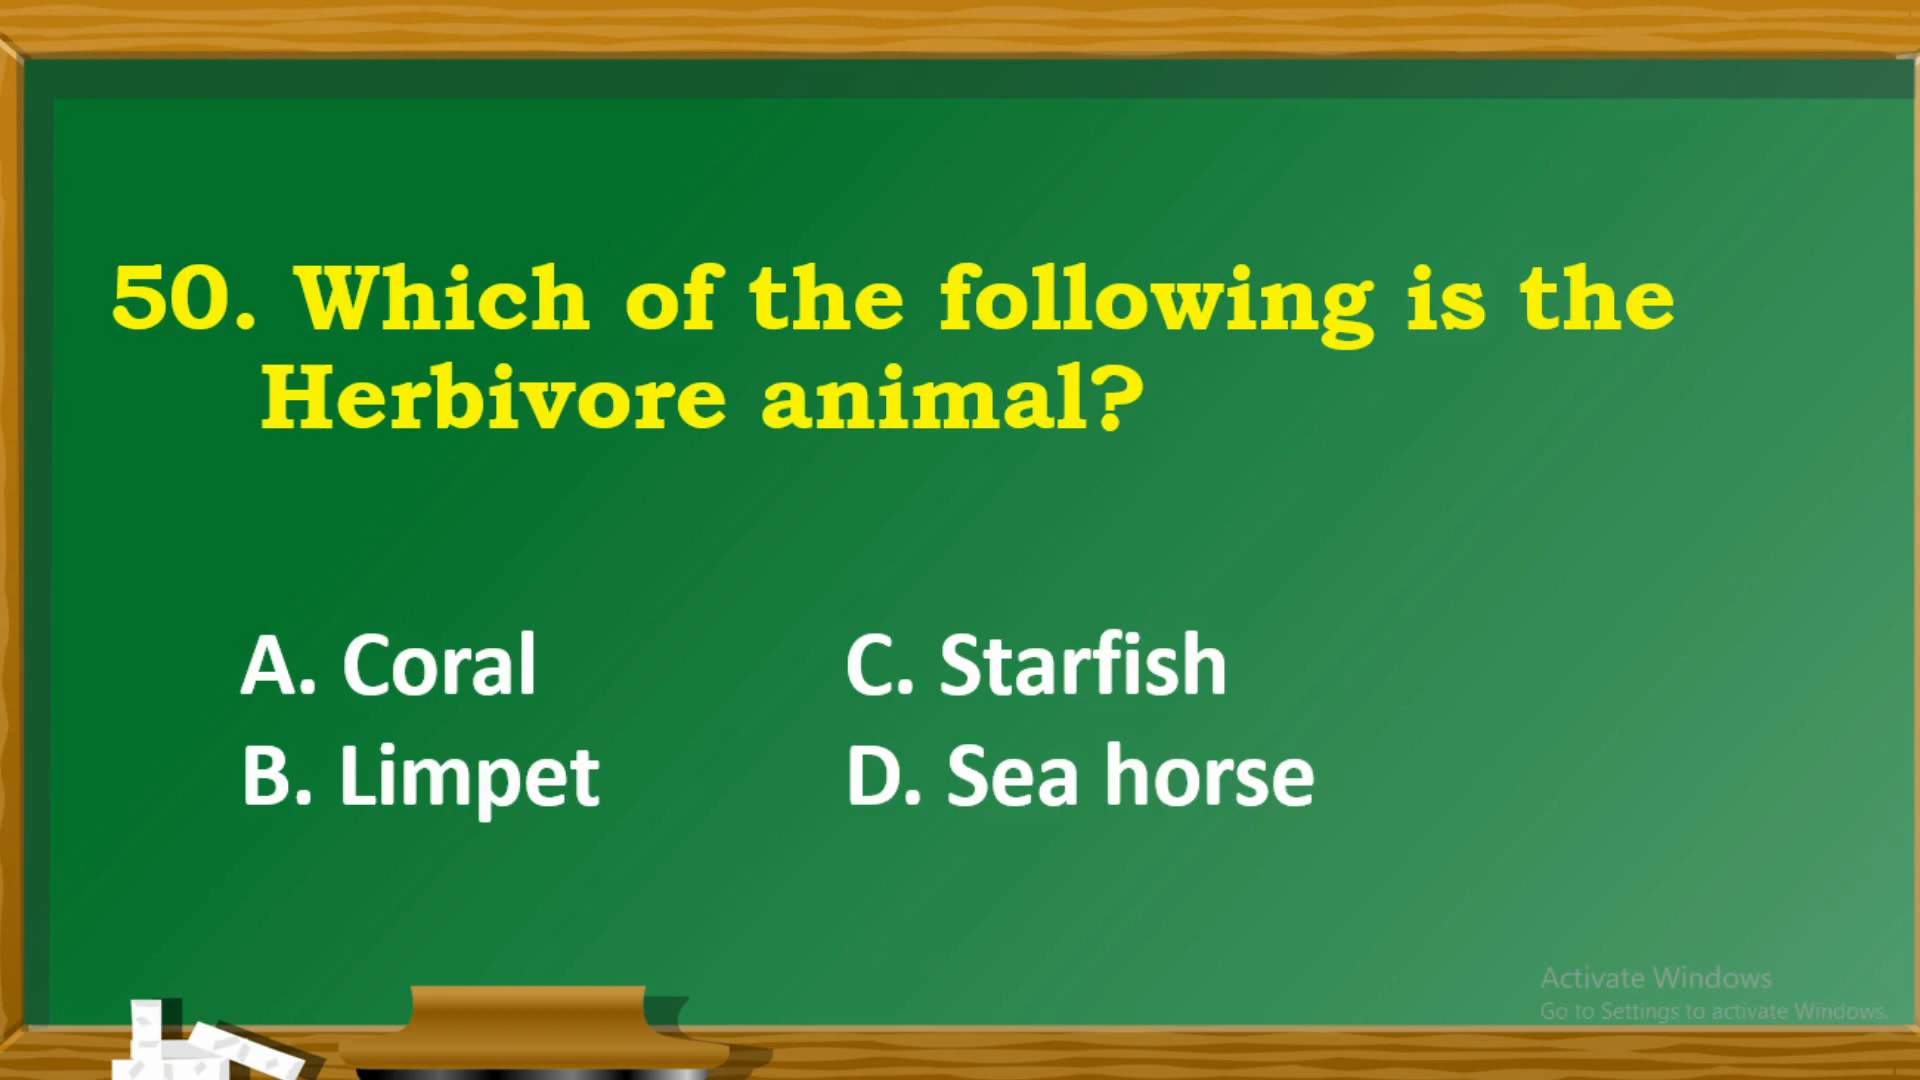 50. Which of the following is the
Herbivore animal?
A. Coral
B. Limpet
C. Starfish
D. Sea horse
Activate Windows
Go to Settings to activate Windows.